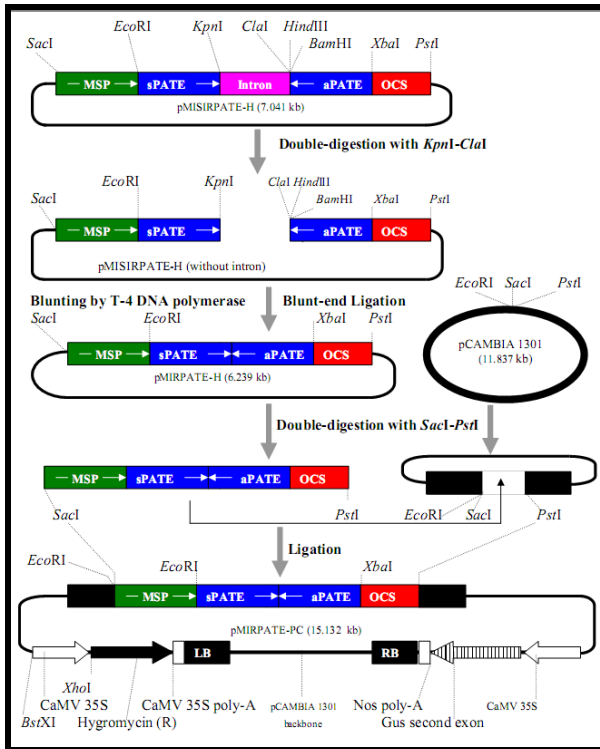 SacI EcoRI KpnI ClaI HindIII BamHI XbaI PstI
MSP sPATE Intron aPATE OCS
pMISIRPATE-H (7.041 kb)
Double-digestion with KpnI-ClaI
SacI EcoRI KpnI ClaI HindIII BamHI XbaI PstI
MSP sPATE aPATE OCS
pMISIRPATE-H (without intron)
Blunting by T-4 DNA polymerase Blunt-end Ligation
SacI EcoRI XbaI PstI
MSP sPATE aPATE OCS
pMIRPATE-H (6.239 kb)
EcoRI SacI PstI
pCAMBIA 1301
(11.837 kb)
Double-digestion with SacI-PstI
MSP sPATE aPATE OCS
SacI PstI EcoRI SacI PstI
Ligation
EcoRI EcoRI XbaI
MSP sPATE aPATE OCS
pMIRPATE-PC (15.132 kb)
LB RB
XhoI
CaMV 35S CaMV 35S poly-A pCAMBIA 1301 backbone Nos poly-A CaMV 35S
BstXI Hygromycin (R) Gus second exon